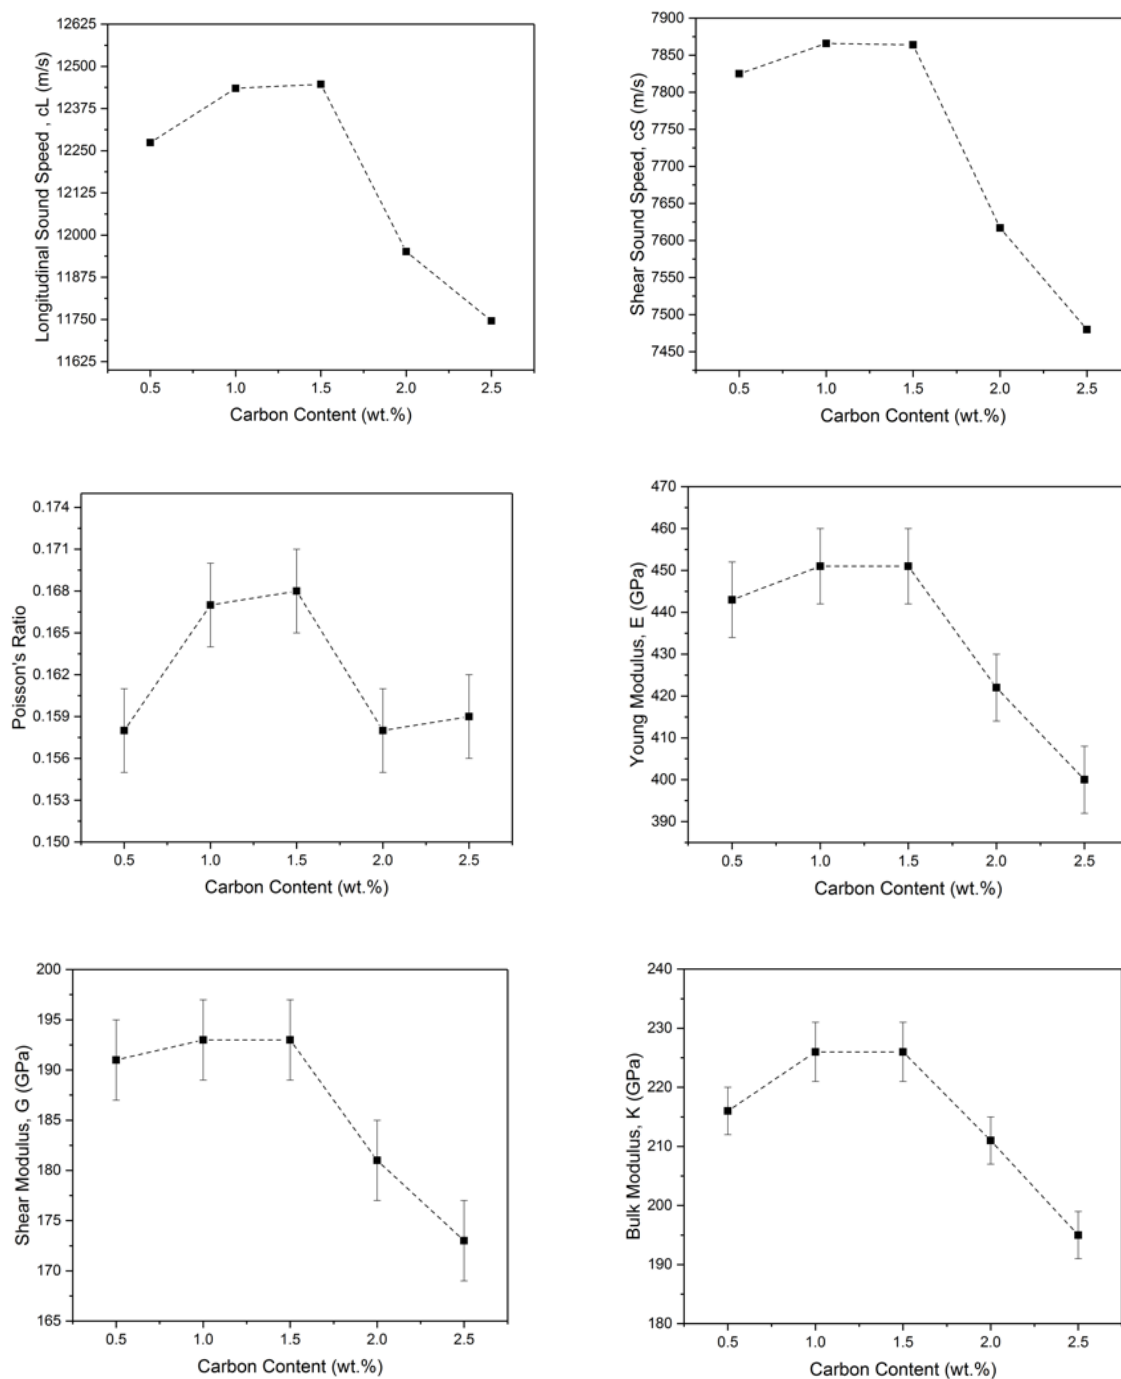 Longitudinal Sound Speed , cL (m/s)
12625
12500
12375
12250
12125
12000
11875
11750
11625
0.5 1.0 1.5 2.0 2.5
Carbon Content (wt.%)
Shear Sound Speed, cS (m/s)
7900
7850
7800
7750
7700
7650
7600
7550
7500
7450
0.5 1.0 1.5 2.0 2.5
Carbon Content (wt.%)
Poisson's Ratio
0.174
0.171
0.168
0.165
0.162
0.159
0.156
0.153
0.150
0.5 1.0 1.5 2.0 2.5
Carbon Content (wt.%)
Young Modulus, E (GPa)
470
460
450
440
430
420
410
400
390
0.5 1.0 1.5 2.0 2.5
Carbon Content (wt.%)
Shear Modulus, G (GPa)
200
195
190
185
180
175
170
165
0.5 1.0 1.5 2.0 2.5
Carbon Content (wt.%)
Bulk Modulus, K (GPa)
240
230
220
210
200
190
180
0.5 1.0 1.5 2.0 2.5
Carbon Content (wt.%)